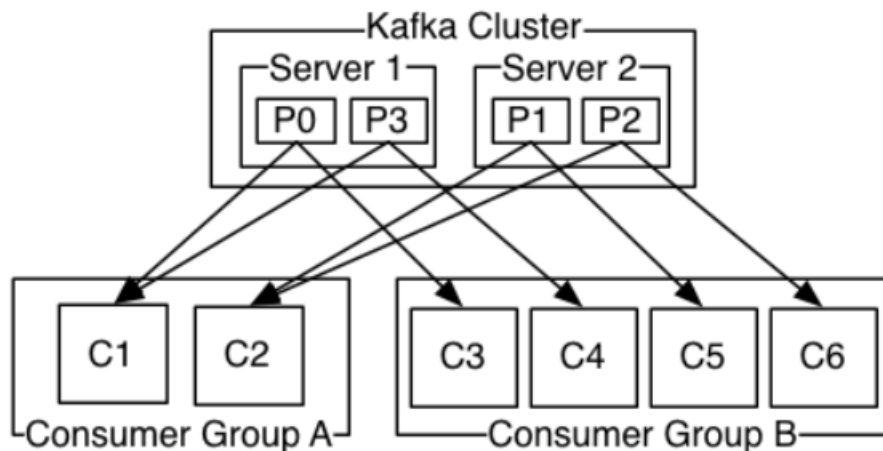 Kafka Cluster
Server 1 Server 2
P0 P3 P1 P2
C1 C2 C3 C4 C5 C6
Consumer Group A Consumer Group B